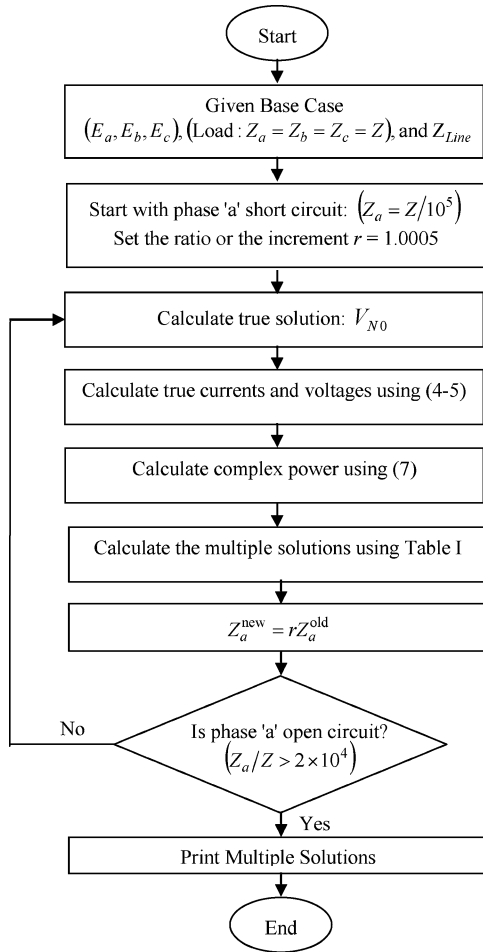 Start
Given Base Case
(E_a, E_b, E_c), (Load : Z_a = Z_b = Z_c = Z), and Z_Line
Start with phase 'a' short circuit: (Z_a = Z/10^5)
Set the ratio or the increment r = 1.0005
Calculate true solution: V_N0
Calculate true currents and voltages using (4-5)
Calculate complex power using (7)
Calculate the multiple solutions using Table I
Z_a^new = rZ_a^old
No
Is phase 'a' open circuit?
(Z_a/Z > 2×10^4)
Yes
Print Multiple Solutions
End